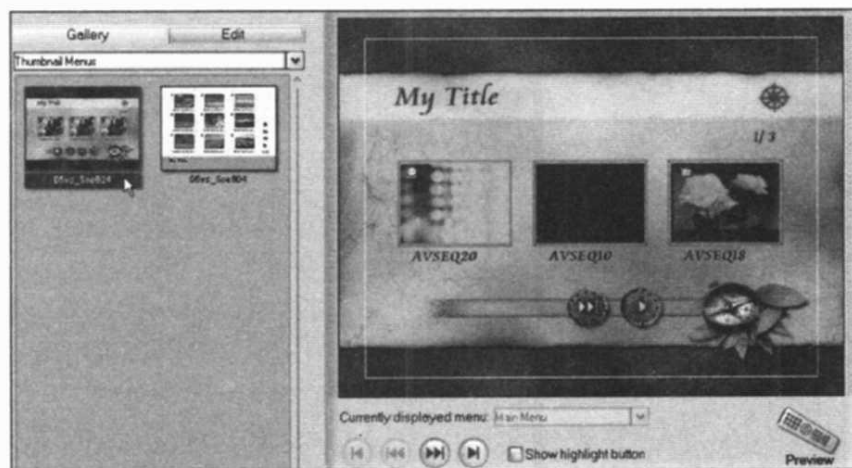 Gallery
Edit
Thumbnail Menus
My Title
1/ 3
AVSEQ20
AVSEQ10
AVSEQ18
Currently displayed menu: Main Menu
Show highlight button
Preview